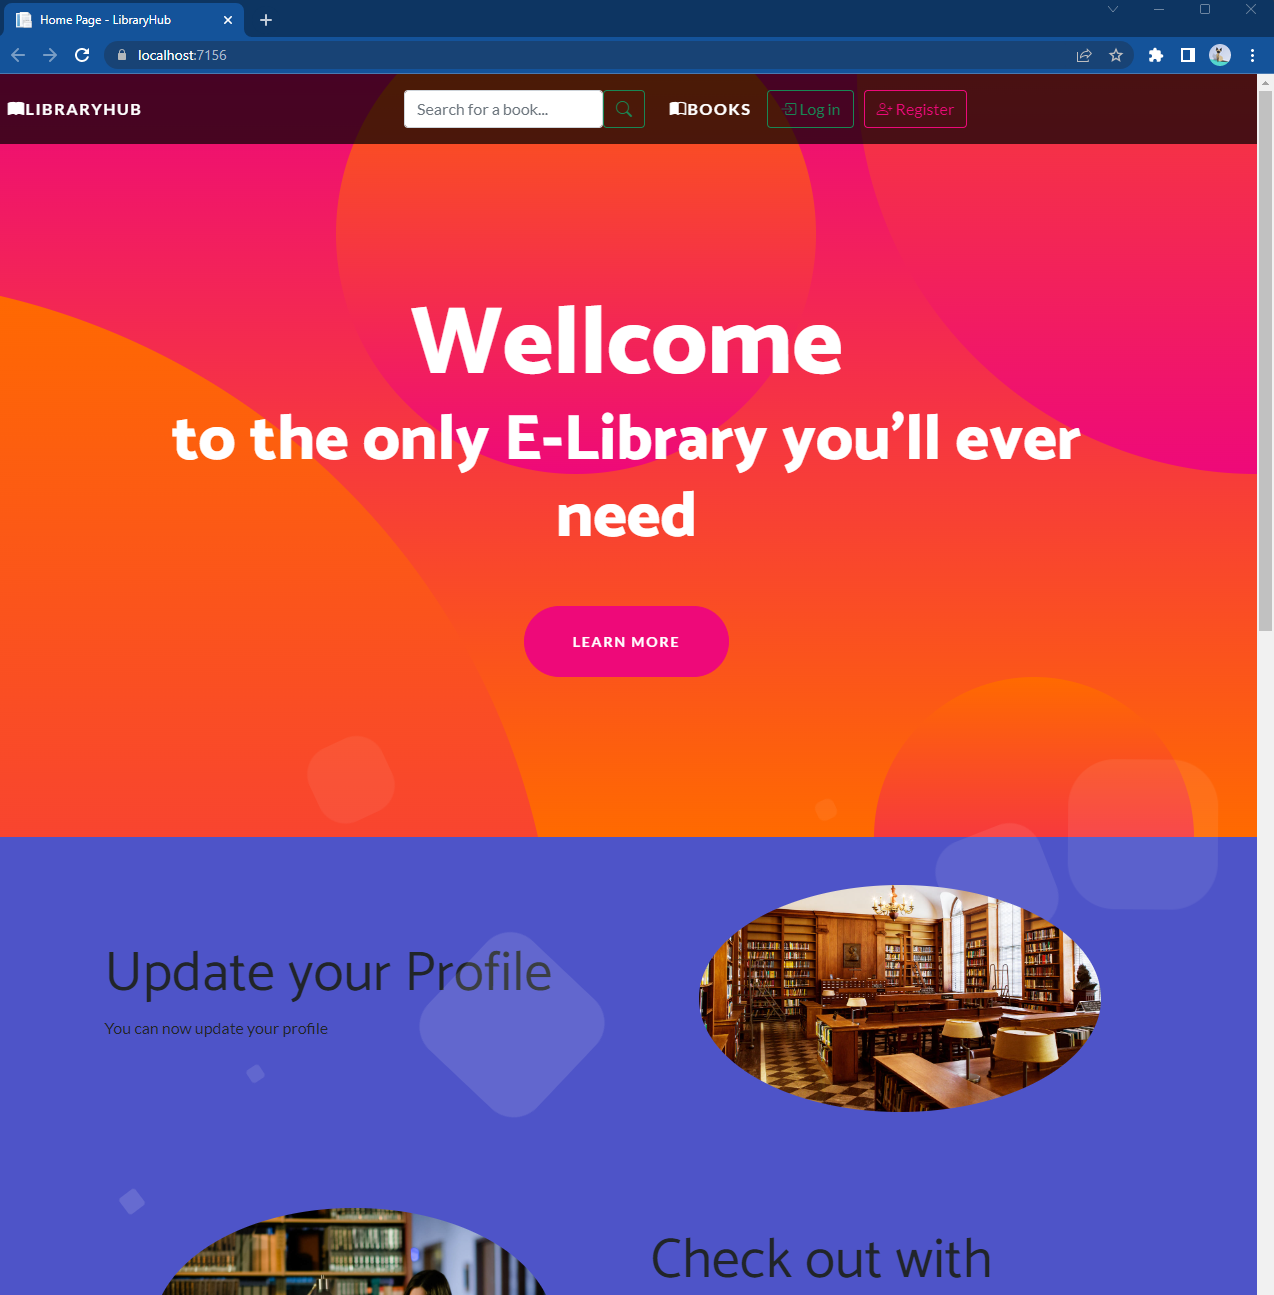 Home Page - LibraryHub
localhost:7156
LIBRARYHUB
Search for a book...
BOOKS
Log in
Register
Wellcome
to the only E-Library you'll ever
need
LEARN MORE
Update your Profile
You can now update your profile
Check out with